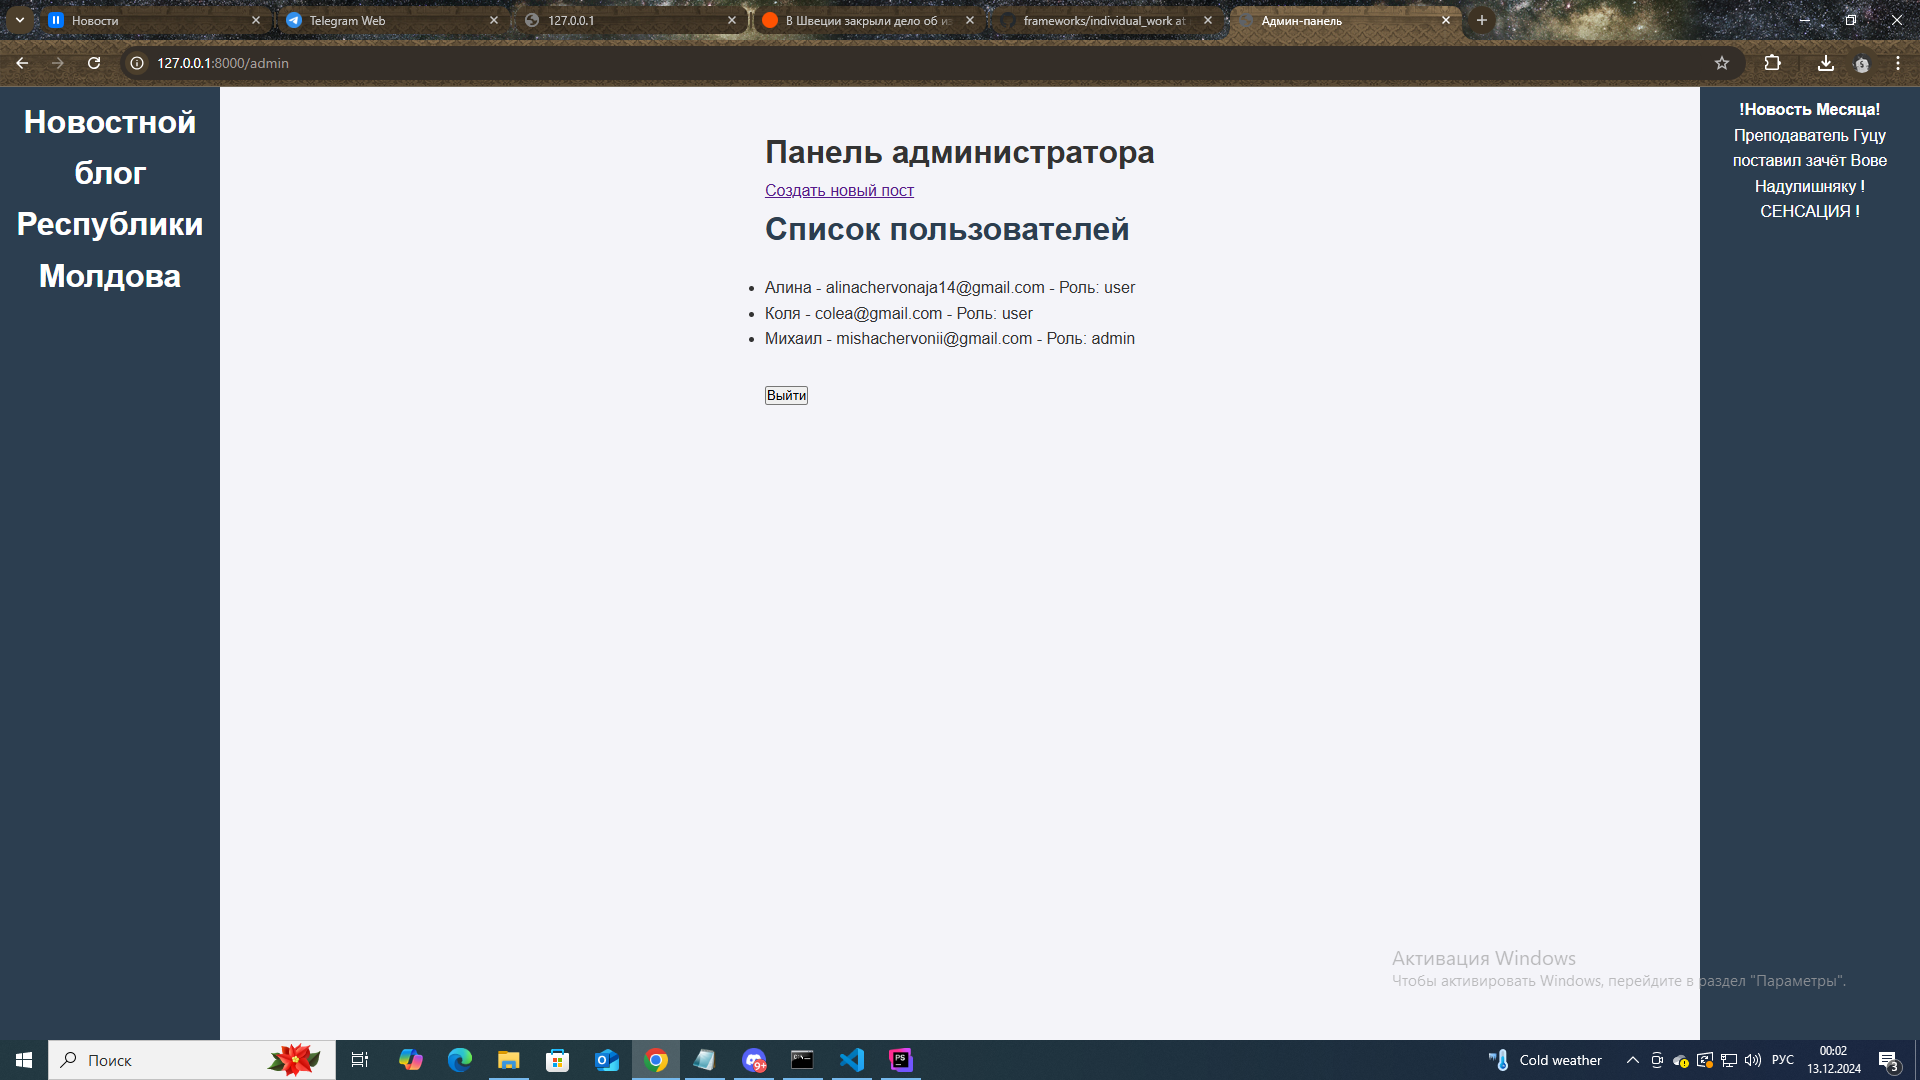 Новости
Telegram Web
127.0.0.1
В Швеции закрыли дело об из
frameworks/individual_work at
Админ-панель
127.0.0.1:8000/admin
Новостной
блог
Республики
Молдова
Панель администратора
Создать новый пост
Список пользователей
Алина - alinachervonaja14@gmail.com - Роль: user
Коля - colea@gmail.com - Роль: user
Михаил - mishachervonii@gmail.com - Роль: admin
Выйти
!Новость Месяца!
Преподаватель Гуцу
поставил зачёт Вове
Надулишняку !
СЕНСАЦИЯ !
Активация Windows
Чтобы активировать Windows, перейдите в раздел "Параметры".
Поиск
9+
PS
Cold weather
РУС
00:02
13.12.2024
3